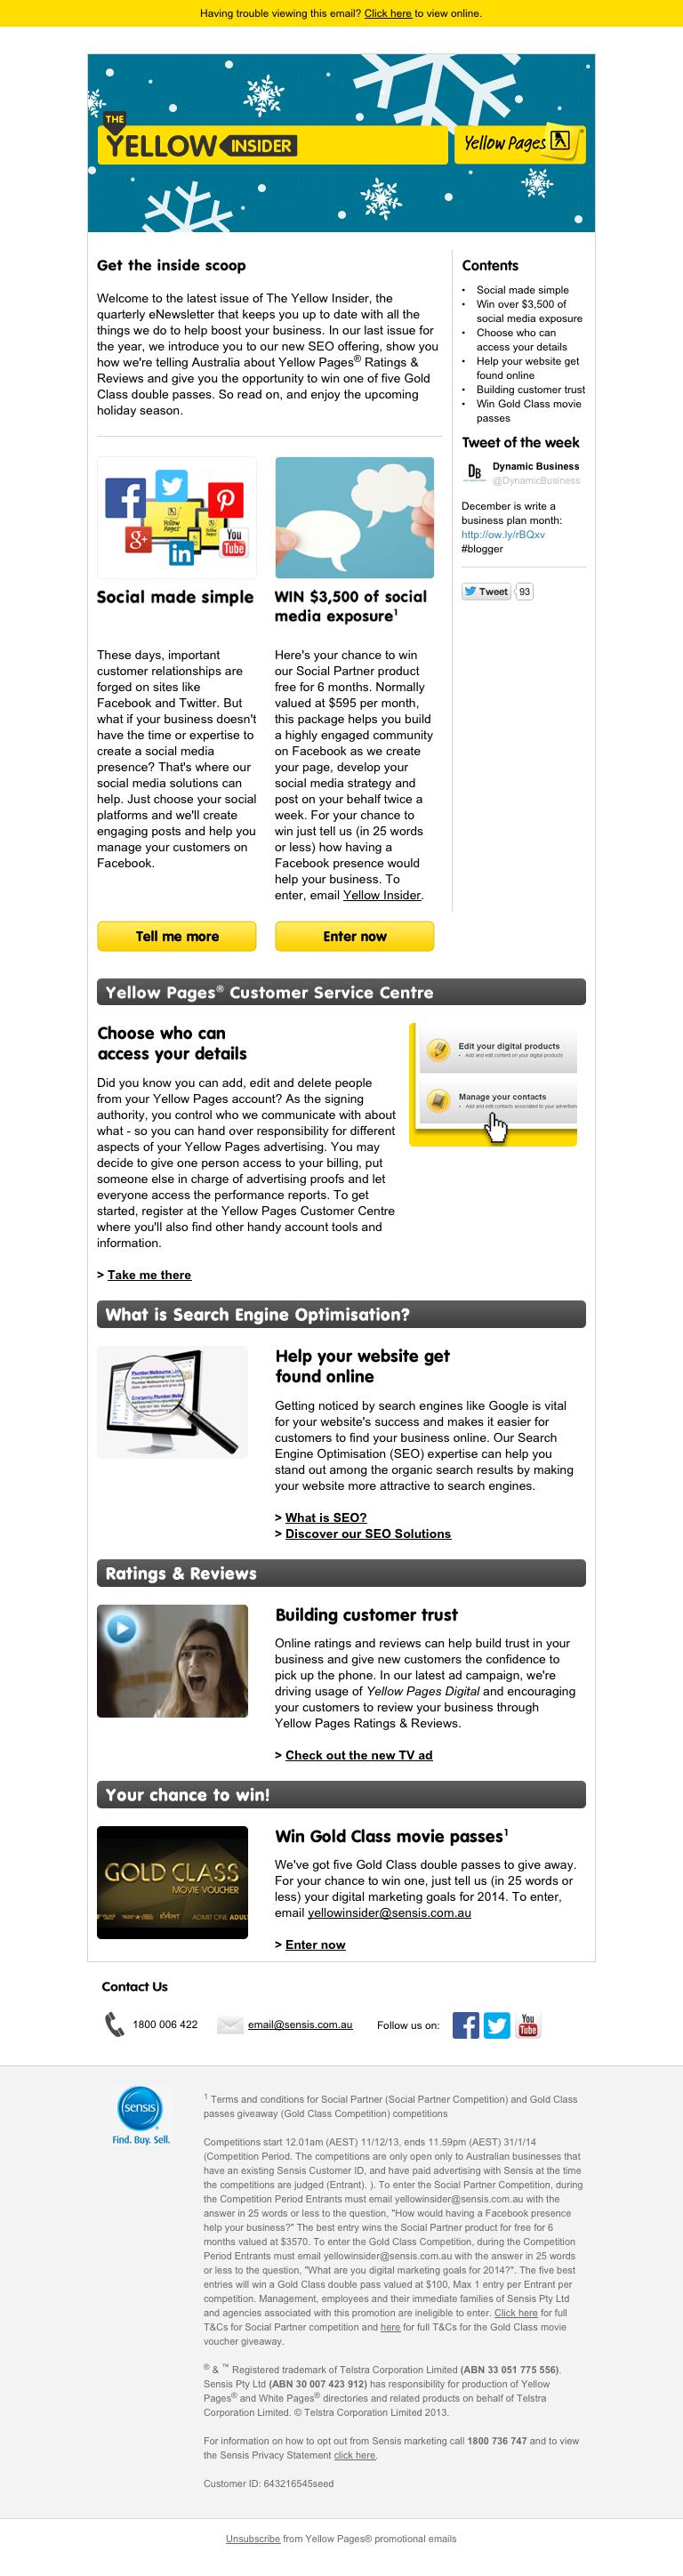 Having trouble viewing this email? Click here to view online.
THE
YELLOW INSIDER
Yellow Pages®
Get the inside scoop
Welcome to the latest issue of The Yellow Insider, the
quarterly eNewsletter that keeps you up to date with all the
things we do to help boost your business. In our last issue for
the year, we introduce you to our new SEO offering, show you
how we're telling Australia about Yellow Pages® Ratings &
Reviews and give you the opportunity to win one of five Gold
Class double passes. So read on, and enjoy the upcoming
holiday season.
Contents
• Social made simple
• Win over $3,500 of
social media exposure
• Choose who can
access your details
• Help your website get
found online
• Building customer trust
• Win Gold Class movie
passes
Tweet of the week
DB
Dynamic Business
@DynamicBusiness
December is write a
business plan month:
http://ow.ly/rBQxv
#blogger
Tweet 93
Yellow Pages
You
Tube
Social made simple
These days, important
customer relationships are
forged on sites like
Facebook and Twitter. But
what if your business doesn't
have the time or expertise to
create a social media
presence? That's where our
social media solutions can
help. Just choose your social
platforms and we'll create
engaging posts and help you
manage your customers on
Facebook.
Tell me more
WIN $3,500 of social
media exposure¹
Here's your chance to win
our Social Partner product
free for 6 months. Normally
valued at $595 per month,
this package helps you build
a highly engaged community
on Facebook as we create
your page, develop your
social media strategy and
post on your behalf twice a
week. For your chance to
win just tell us (in 25 words
or less) how having a
Facebook presence would
help your business. To
enter, email Yellow Insider.
Enter now
Yellow Pages® Customer Service Centre
Choose who can
access your details
Did you know you can add, edit and delete people
from your Yellow Pages account? As the signing
authority, you control who we communicate with about
what - so you can hand over responsibility for different
aspects of your Yellow Pages advertising. You may
decide to give one person access to your billing, put
someone else in charge of advertising proofs and let
everyone access the performance reports. To get
started, register at the Yellow Pages Customer Centre
where you'll also find other handy account tools and
information.
> Take me there
Edit your digital products
• Add and edit content on your digital products
Manage your contacts
• Add and edit contacts associated to your
What is Search Engine Optimisation?
Help your website get
found online
Getting noticed by search engines like Google is vital
for your website's success and makes it easier for
customers to find your business online. Our Search
Engine Optimisation (SEO) expertise can help you
stand out among the organic search results by making
your website more attractive to search engines.
> What is SEO?
> Discover our SEO Solutions
Ratings & Reviews
Building customer trust
Online ratings and reviews can help build trust in your
business and give new customers the confidence to
pick up the phone. In our latest ad campaign, we're
driving usage of Yellow Pages Digital and encouraging
your customers to review your business through
Yellow Pages Ratings & Reviews.
> Check out the new TV ad
Your chance to win!
GOLD CLASS
MOVIE VOUCHER
EVENT
ADMIT ONE ADUL
Win Gold Class movie passes¹
We've got five Gold Class double passes to give away.
For your chance to win one, just tell us (in 25 words or
less) your digital marketing goals for 2014. To enter,
email yellowinsider@sensis.com.au
> Enter now
Contact Us
1800 006 422
email@sensis.com.au
Follow us on:
You
Tube
sensis
Find. Buy. Sell.
¹ Terms and conditions for Social Partner (Social Partner Competition) and Gold Class
passes giveaway (Gold Class Competition) competitions
Competitions start 12.01am (AEST) 11/12/13, ends 11.59pm (AEST) 31/1/14
(Competition Period. The competitions are only open only to Australian businesses that
have an existing Sensis Customer ID, and have paid advertising with Sensis at the time
the competitions are judged (Entrant). ). To enter the Social Partner Competition, during
the Competition Period Entrants must email yellowinsider@sensis.com.au with the
answer in 25 words or less to the question, "How would having a Facebook presence
help your business?" The best entry wins the Social Partner product for free for 6
months valued at $3570. To enter the Gold Class Competition, during the Competition
Period Entrants must email yellowinsider@sensis.com.au with the answer in 25 words
or less to the question, "What are you digital marketing goals for 2014?". The five best
entries will win a Gold Class double pass valued at $100, Max 1 entry per Entrant per
competition. Management, employees and their immediate families of Sensis Pty Ltd
and agencies associated with this promotion are ineligible to enter. Click here for full
T&Cs for Social Partner competition and here for full T&Cs for the Gold Class movie
voucher giveaway.
® & ™ Registered trademark of Telstra Corporation Limited (ABN 33 051 775 556).
Sensis Pty Ltd (ABN 30 007 423 912) has responsibility for production of Yellow
Pages® and White Pages® directories and related products on behalf of Telstra
Corporation Limited. © Telstra Corporation Limited 2013.
For information on how to opt out from Sensis marketing call 1800 736 747 and to view
the Sensis Privacy Statement click here.
Customer ID: 643216545seed
Unsubscribe from Yellow Pages® promotional emails